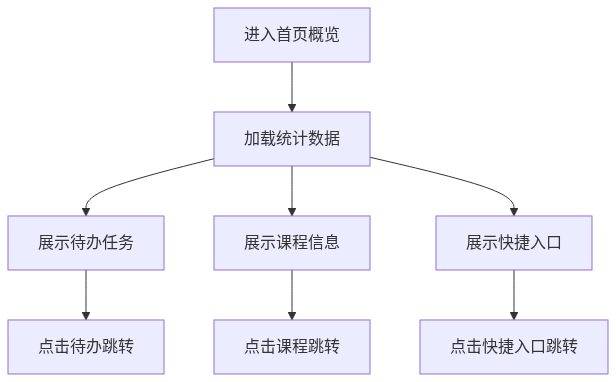 进入首页概览
加载统计数据
展示待办任务
展示课程信息
展示快捷入口
点击待办跳转
点击课程跳转
点击快捷入口跳转